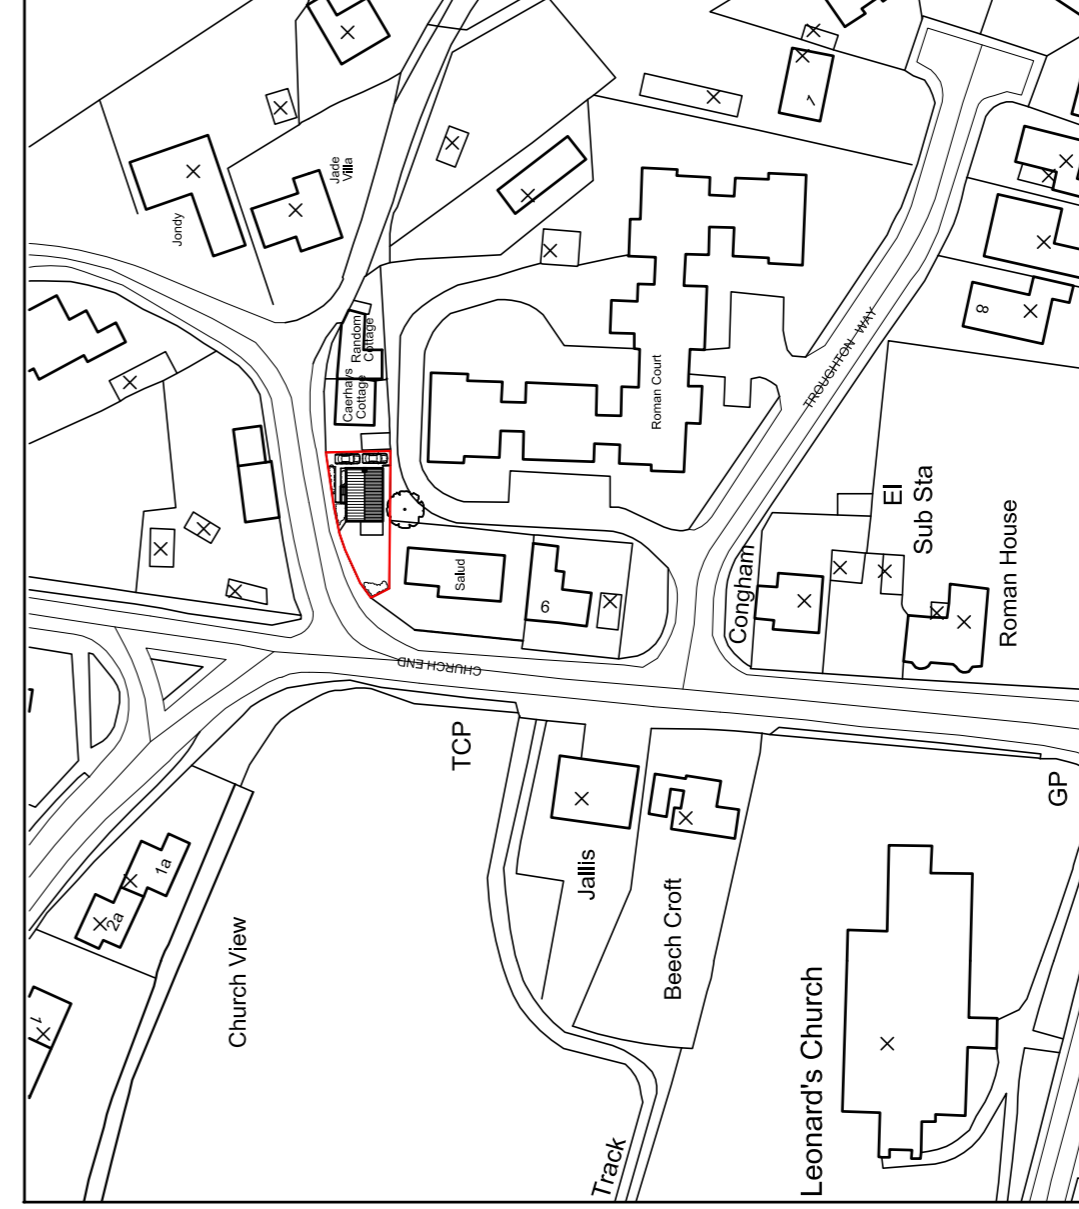 Jade
Villa
Jondy
Random
Cottage
Caerhays
Cottage
Roman Court
TROUGHTON WAY
8
El
Sub Sta
Roman House
Congham
Salud
6
CHURCH END
TCP
GP
Jallis
Beech Croft
1a
2a
Church View
Leonard's Church
Track